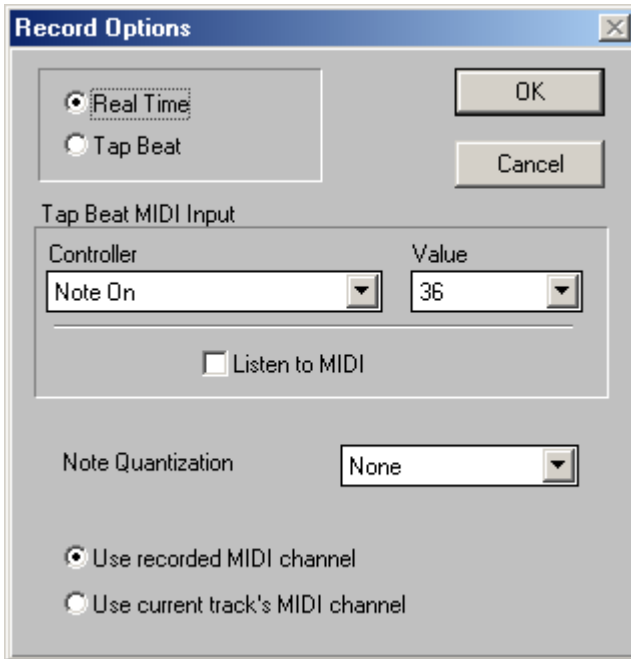 Record Options
Real Time
OK
Tap Beat
Cancel
Tap Beat MIDI Input
Controller
Value
Note On
36
Listen to MIDI
Note Quantization
None
Use recorded MIDI channel
Use current track's MIDI channel